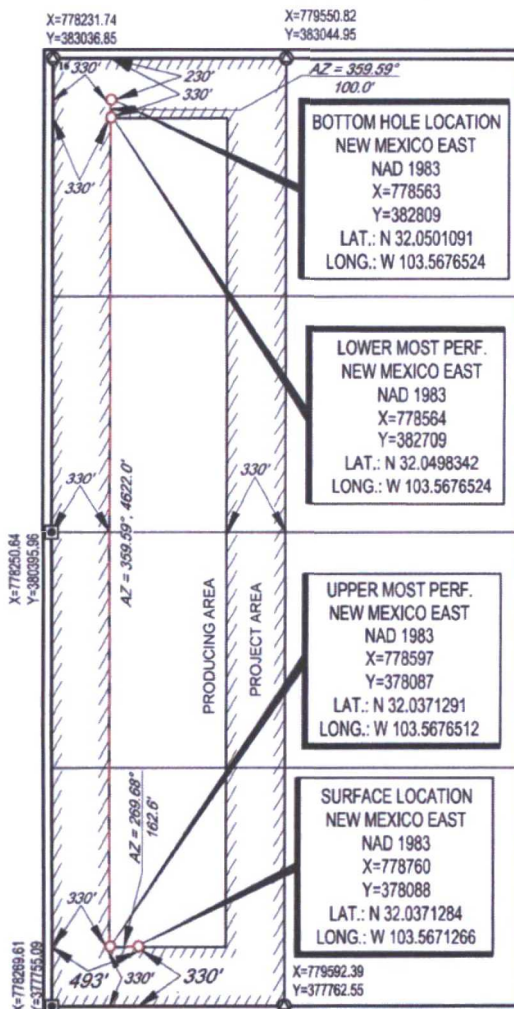 X=778231.74
Y=383036.85
X=779550.82
Y=383044.95
330'
230'
330'
AZ = 359.59°
100.0'
330'
BOTTOM HOLE LOCATION
NEW MEXICO EAST
NAD 1983
X=778563
Y=382809
LAT.: N 32.0501091
LONG.: W 103.5676524
LOWER MOST PERF.
NEW MEXICO EAST
NAD 1983
X=778564
Y=382709
LAT.: N 32.0498342
LONG.: W 103.5676524
330'
330'
X=778250.64
Y=380395.96
AZ = 359.59°, 4622.0'
PRODUCING AREA
PROJECT AREA
UPPER MOST PERF.
NEW MEXICO EAST
NAD 1983
X=778597
Y=378087
LAT.: N 32.0371291
LONG.: W 103.5676512
AZ = 269.68°
162.6'
SURFACE LOCATION
NEW MEXICO EAST
NAD 1983
X=778760
Y=378088
LAT.: N 32.0371284
LONG.: W 103.5671266
330'
493'
330'
330'
X=778269.61
Y=377755.09
X=779592.39
Y=377762.55